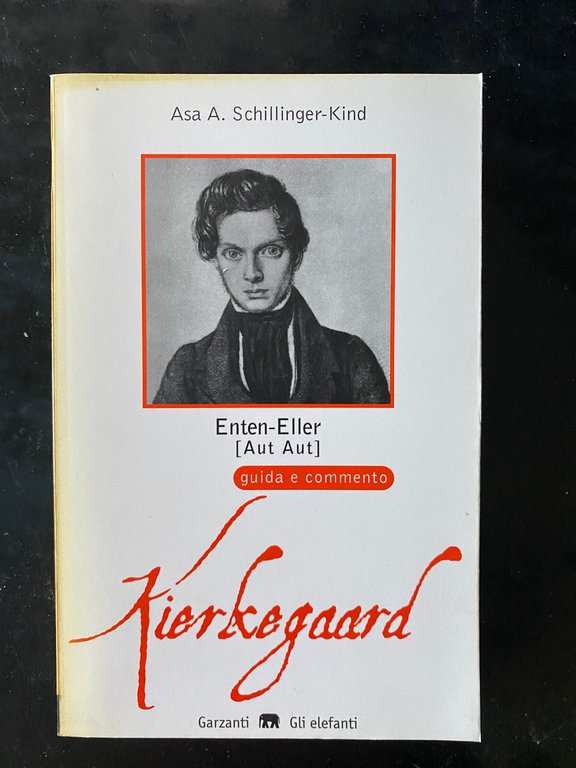 Asa A. Schillinger-Kind
Enten-Eller
[Aut Aut]
guida e commento
Kierkegaard
Garzanti Gli elefanti